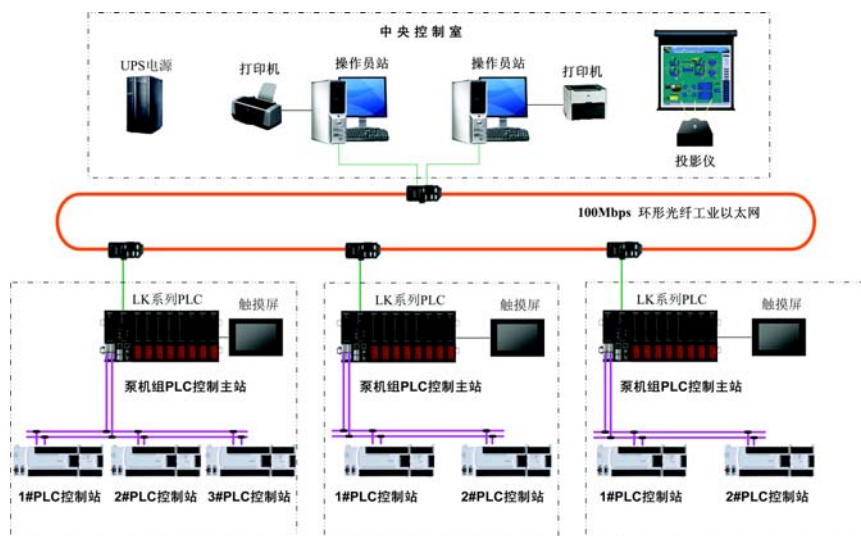 中央控制室
UPS电源
打印机
操作员站
操作员站
打印机
投影仪
100Mbps 环形光纤工业以太网
LK系列PLC
触摸屏
泵机组PLC控制主站
1#PLC控制站
2#PLC控制站
3#PLC控制站
LK系列PLC
触摸屏
泵机组PLC控制主站
1#PLC控制站
2#PLC控制站
LK系列PLC
触摸屏
泵机组PLC控制主站
1#PLC控制站
2#PLC控制站